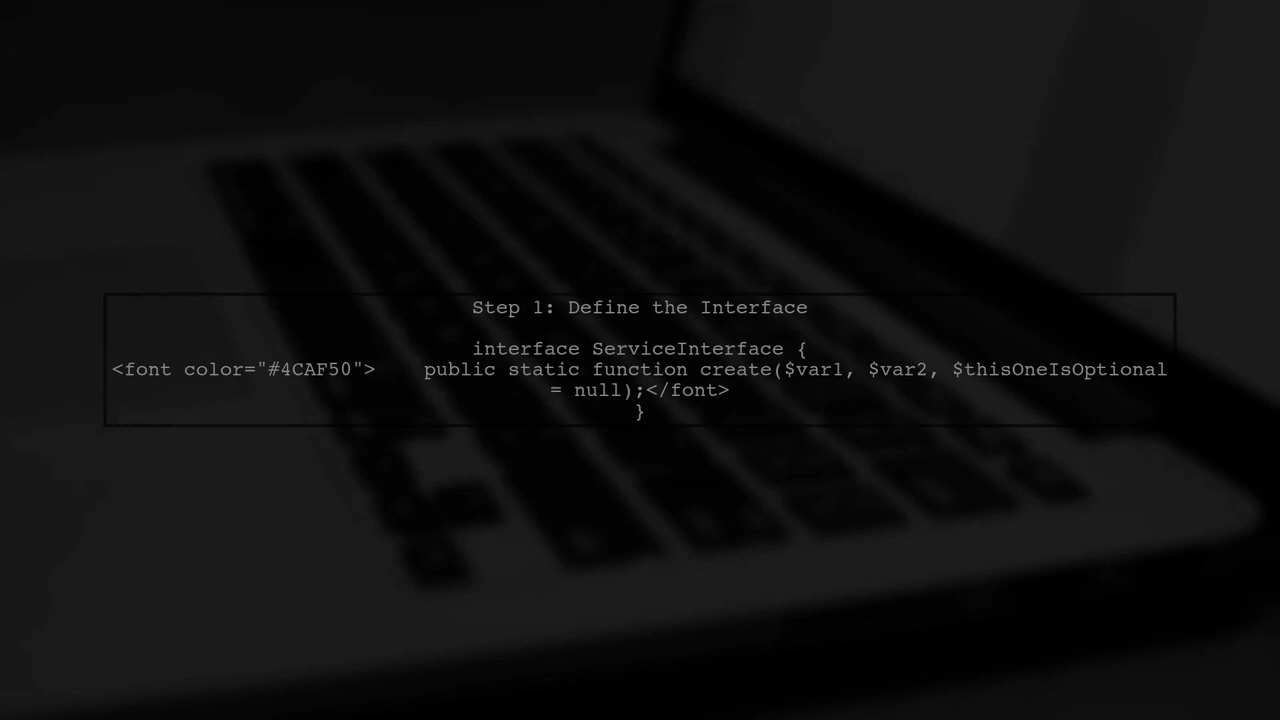 Step 1: Define the Interface
interface ServiceInterface {
<font color="#4CAF50">    public static function create($var1, $var2, $thisOneIsOptional
= null);</font>
}